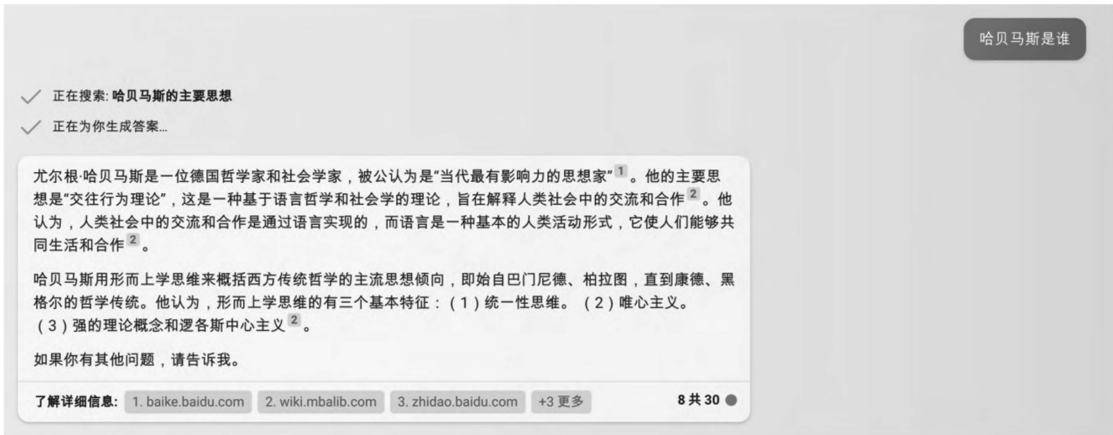 哈贝马斯是谁
正在搜索: 哈贝马斯的主要思想
正在为你生成答案...
尤尔根·哈贝马斯是一位德国哲学家和社会学家，被公认为是“当代最有影响力的思想家” 1 。他的主要思
想是“交往行为理论”，这是一种基于语言哲学和社会学的理论，旨在解释人类社会中的交流和合作 2 。他
认为，人类社会中的交流和合作是通过语言实现的，而语言是一种基本的人类活动形式，它使人们能够共
同生活和合作 2 。
哈贝马斯用形而上学思维来概括西方传统哲学的主流思想倾向，即始自巴门尼德、柏拉图，直到康德、黑
格尔的哲学传统。他认为，形而上学思维的有三个基本特征：（1）统一性思维。（2）唯心主义。
（3）强的理论概念和逻各斯中心主义 2 。
如果你有其他问题，请告诉我。
了解详细信息: 1. baike.baidu.com 2. wiki.mbalib.com 3. zhidao.baidu.com +3 更多 8 共 30